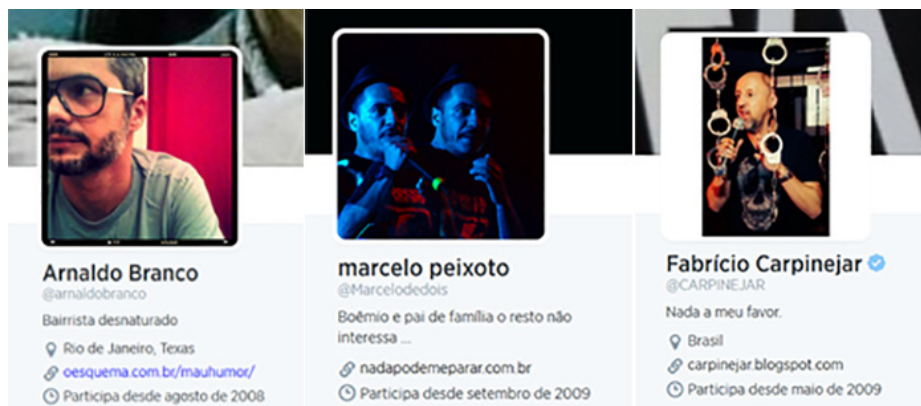 Arnaldo Branco
@arnaldobranco
Bairrista desnaturado
Rio de Janeiro, Texas
oesquema.com.br/mauhumor/
Participa desde agosto de 2008
marcelo peixoto
@Marcelodedois
Boêmio e pai de família o resto não
interessa ...
nadapodemeparar.com.br
Participa desde setembro de 2009
Fabrício Carpinejar
@CARPINEJAR
Nada a meu favor.
Brasil
carpinejar.blogspot.com
Participa desde maio de 2009